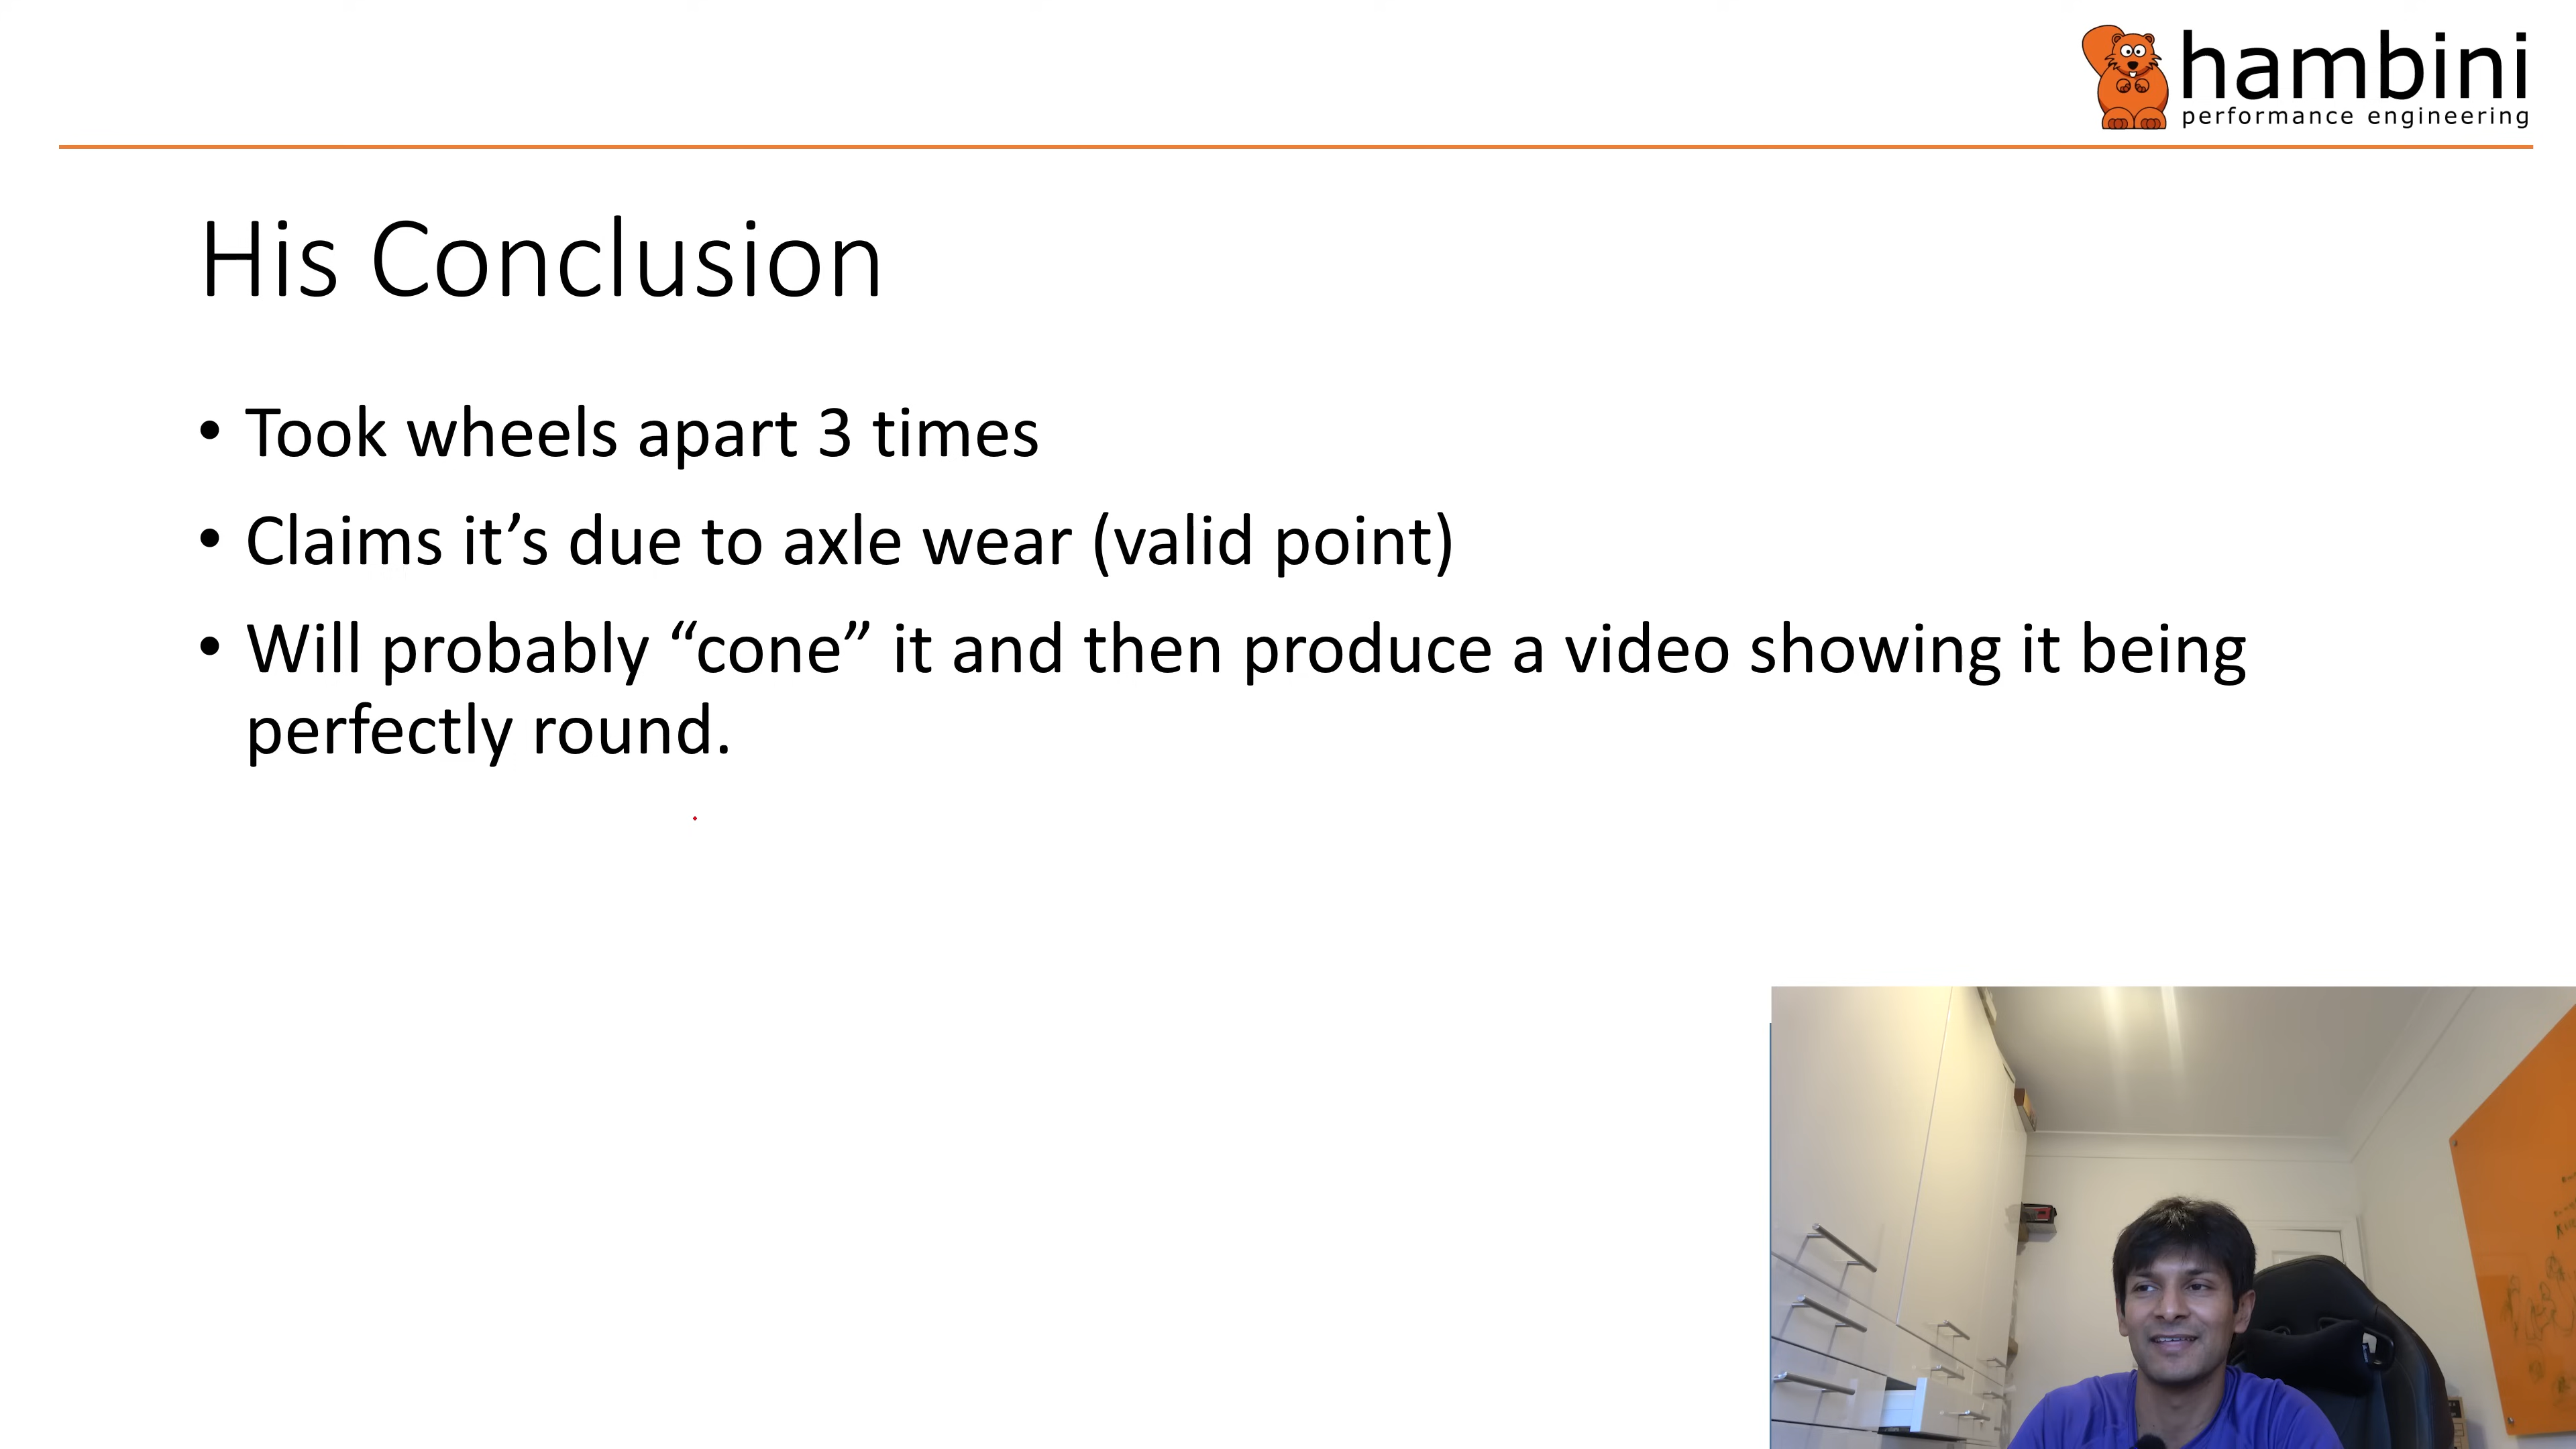 hambini
performance engineering
His Conclusion
• Took wheels apart 3 times
• Claims it’s due to axle wear (valid point)
• Will probably “cone” it and then produce a video showing it being
perfectly round.